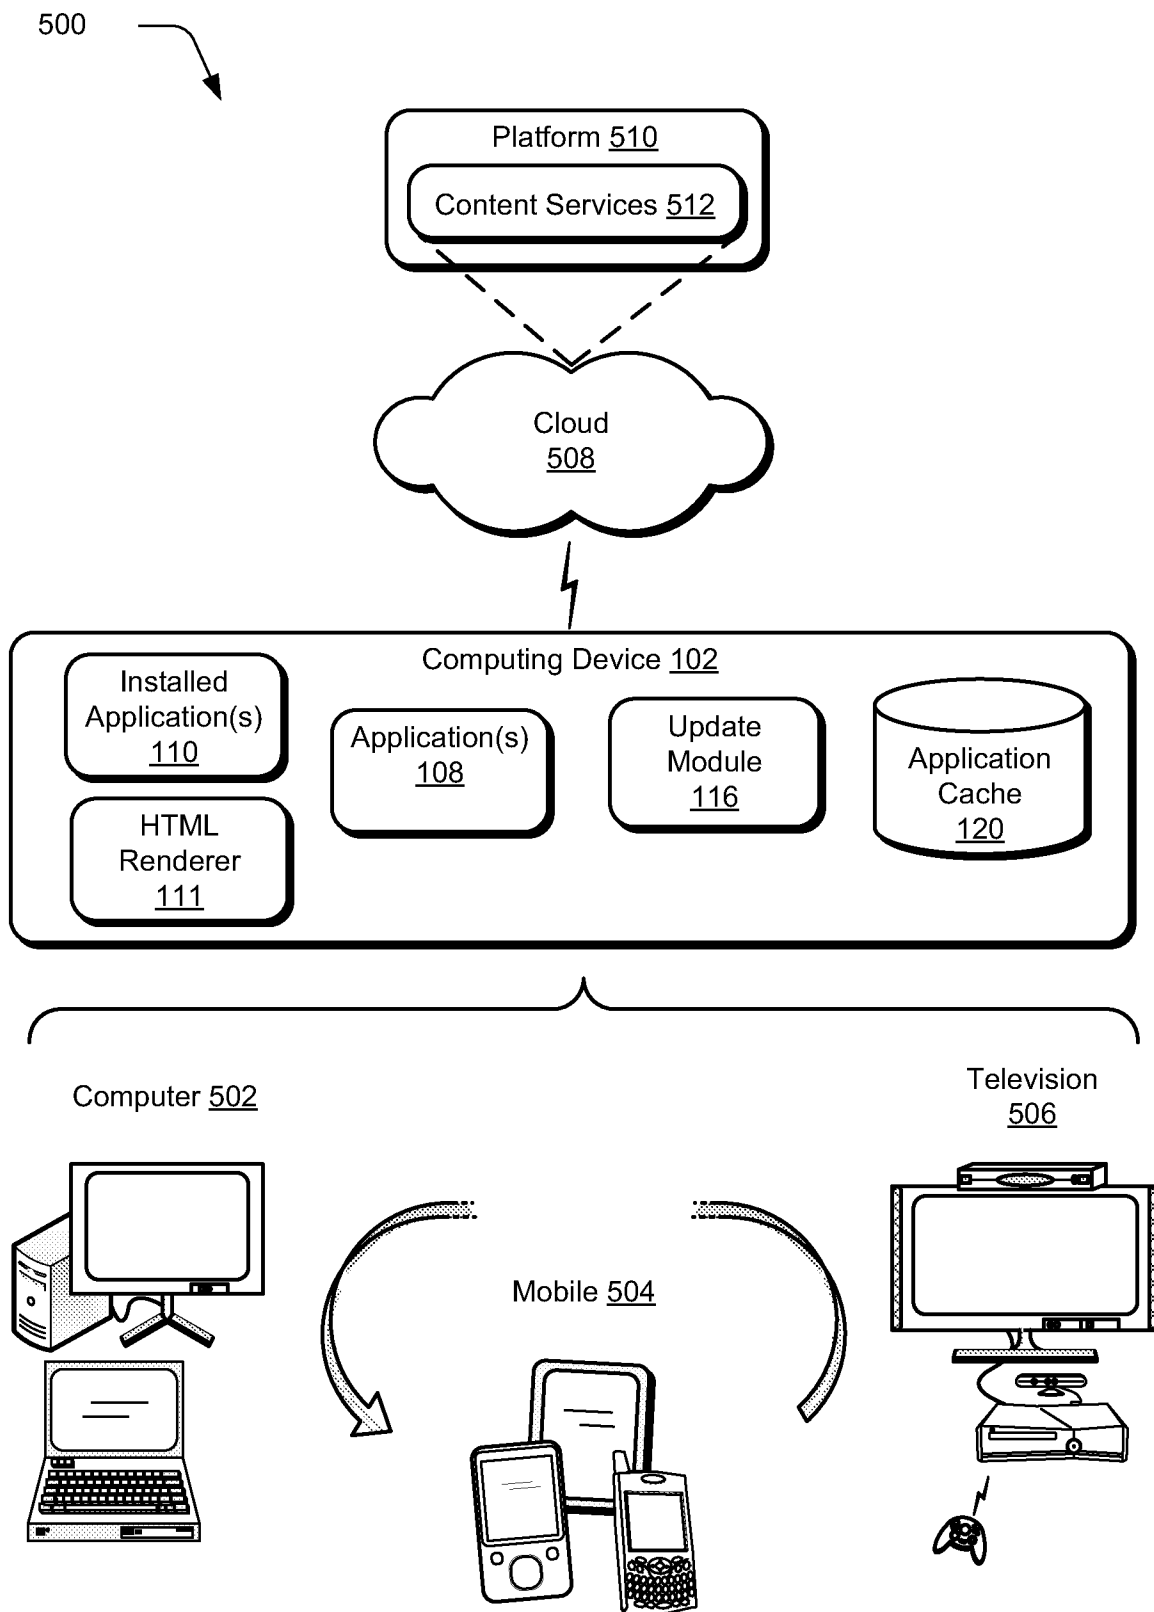 500
Platform 510
Content Services 512
Cloud
508
Computing Device 102
Installed
Application(s)
110
HTML
Renderer
111
Application(s)
108
Update
Module
116
Application
Cache
120
Computer 502
Mobile 504
Television
506